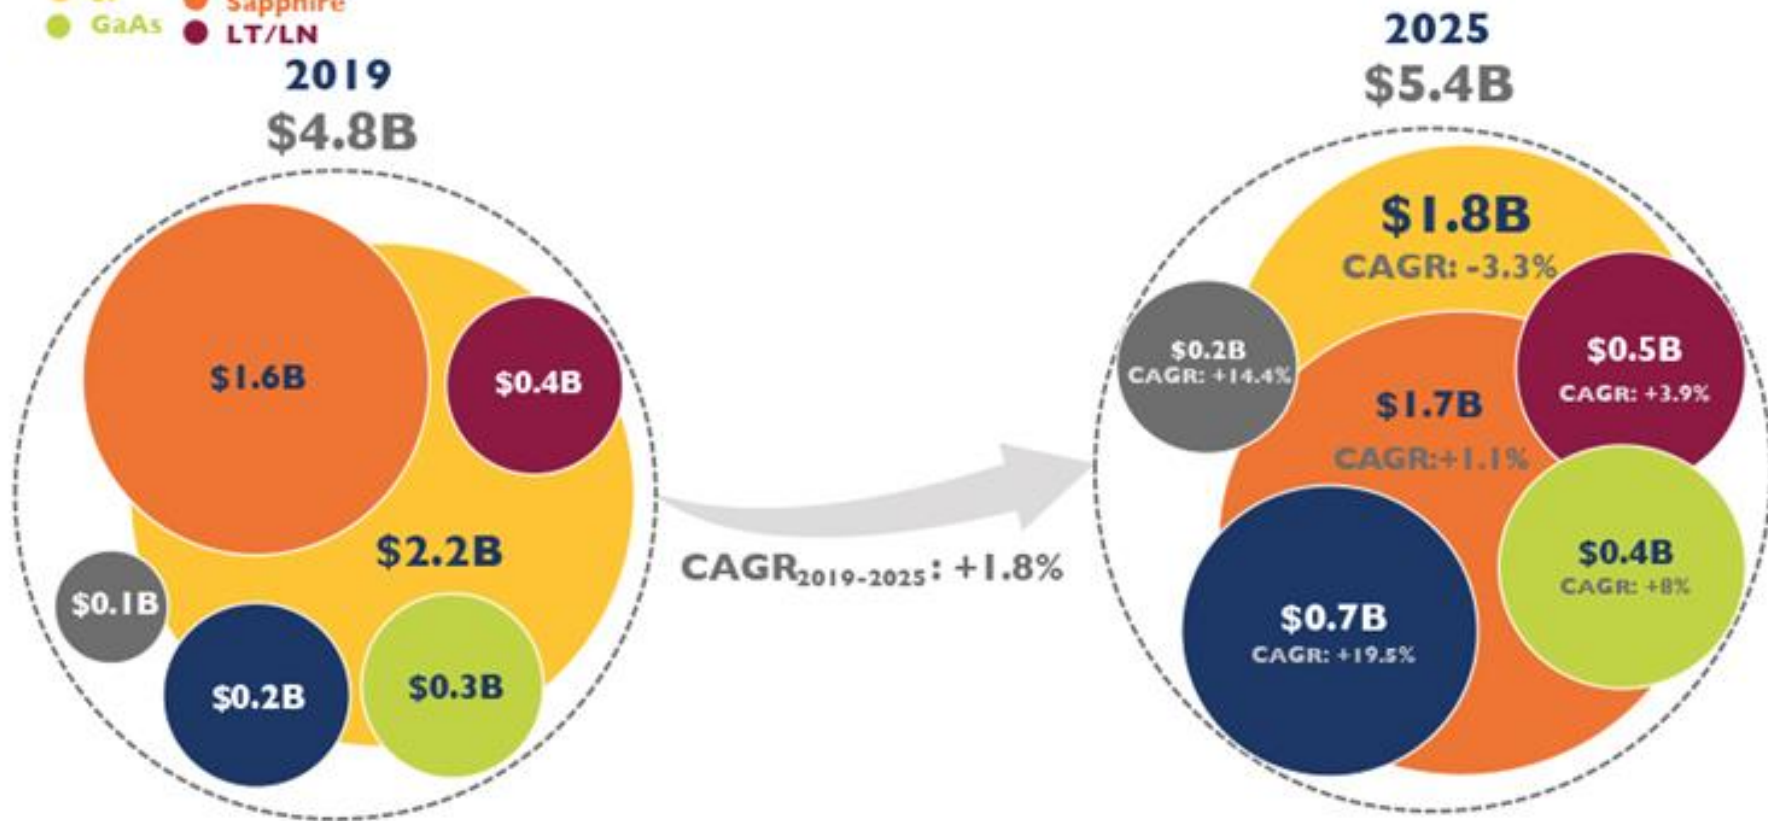 Sapphire
GaAs
LT/LN
2019
$4.8B
$1.6B
$0.4B
$2.2B
$0.1B
$0.2B
$0.3B
CAGR2019-2025: +1.8%
2025
$5.4B
$1.8B
CAGR: -3.3%
$0.2B
CAGR: +14.4%
$0.5B
CAGR: +3.9%
$1.7B
CAGR:+1.1%
$0.4B
CAGR: +8%
$0.7B
CAGR: +19.5%